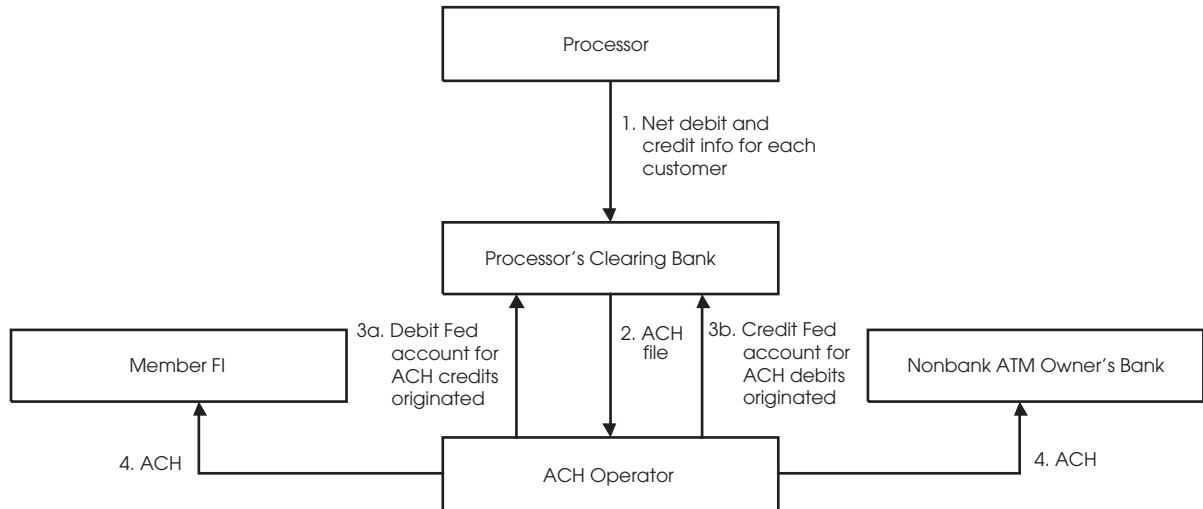 Processor
1. Net debit and
credit info for each
customer
Processor's Clearing Bank
3a. Debit Fed
account for
ACH credits
originated
2. ACH
file
3b. Credit Fed
account for
ACH debits
originated
Member FI
Nonbank ATM Owner's Bank
4. ACH
ACH Operator
4. ACH